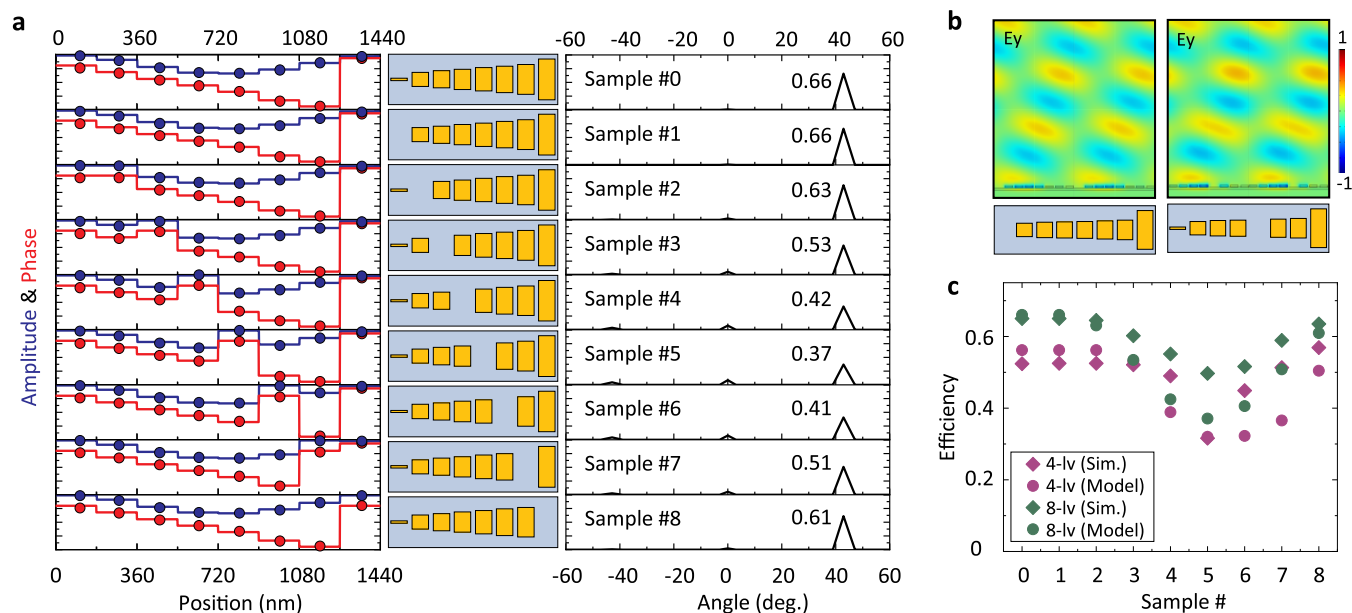 a
0 360 720 1080 1440
-60 -40 -20 0 20 40 60
Amplitude & Phase
Sample #0 0.66
Sample #1 0.66
Sample #2 0.63
Sample #3 0.53
Sample #4 0.42
Sample #5 0.37
Sample #6 0.41
Sample #7 0.51
Sample #8 0.61
0 360 720 1080 1440
Position (nm)
-60 -40 -20 0 20 40 60
Angle (deg.)
b
Ey
Ey
1
-1
c
Efficiency
0.6
0.4
0.2
0
4-lv (Sim.)
4-lv (Model)
8-lv (Sim.)
8-lv (Model)
0 1 2 3 4 5 6 7 8
Sample #